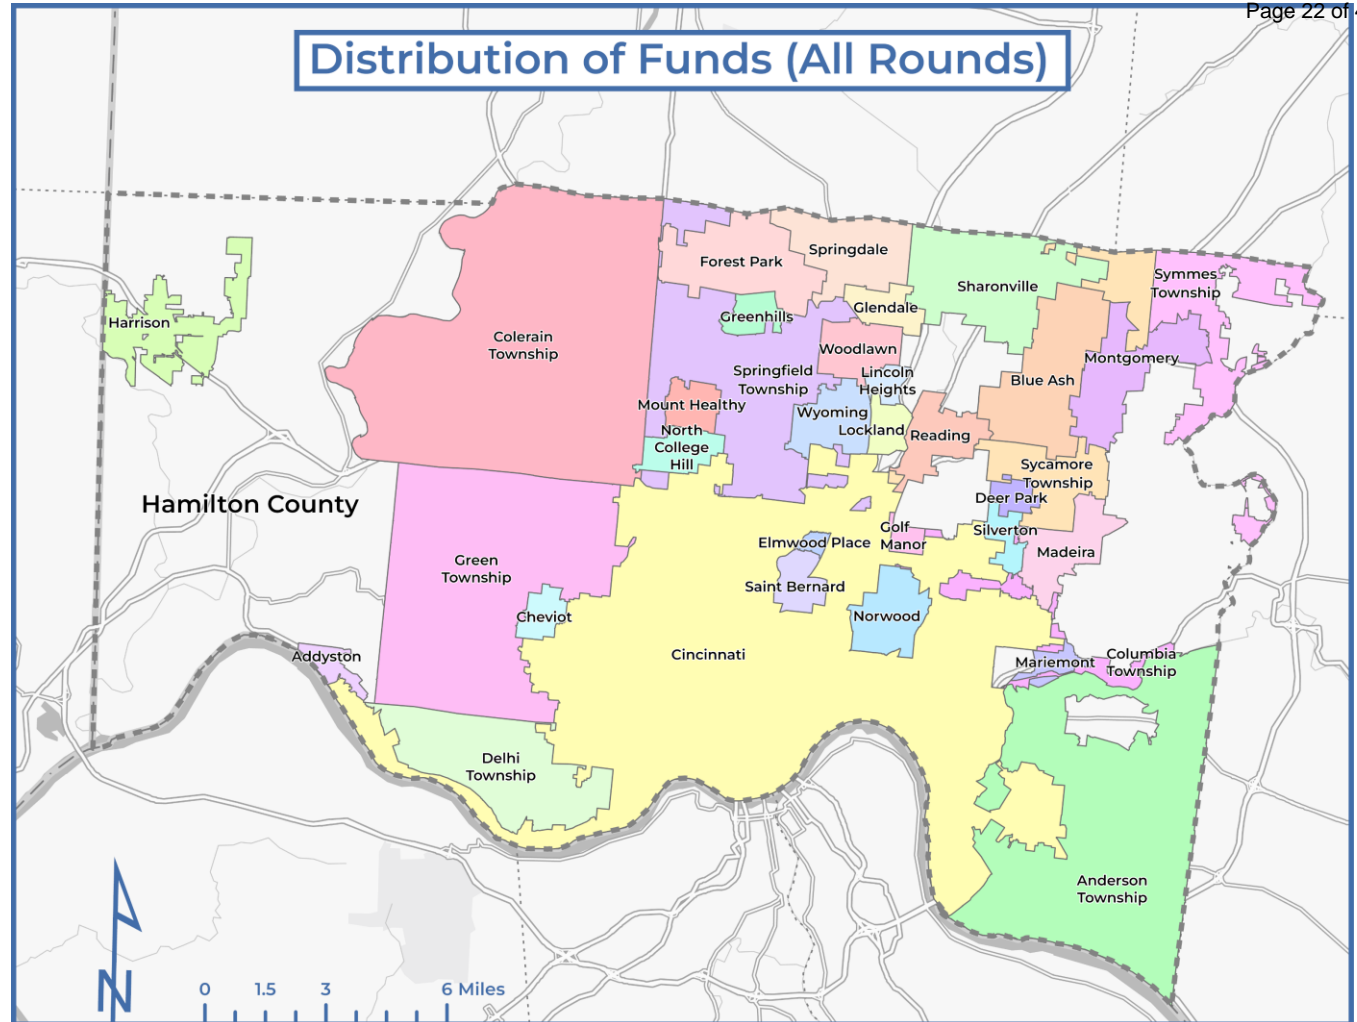 Page 22 of 4
Distribution of Funds (All Rounds)
Springdale
Forest Park
Symmes
Township
Sharonville
Glendale
Greenhills
Harrison
Colerain
Township
Woodlawn
Montgomery
Lincoln
Heights
Springfield
Township
Blue Ash
Mount Healthy
Wyoming
Lockland
Reading
North
College
Hill
Sycamore
Township
Deer Park
Hamilton County
Silverton
Golf
Manor
Elmwood Place
Madeira
Green
Township
Saint Bernard
Cheviot
Norwood
Addyston
Cincinnati
Mariemont
Columbia
Township
Delhi
Township
Anderson
Township
N
0 1.5 3 6 Miles